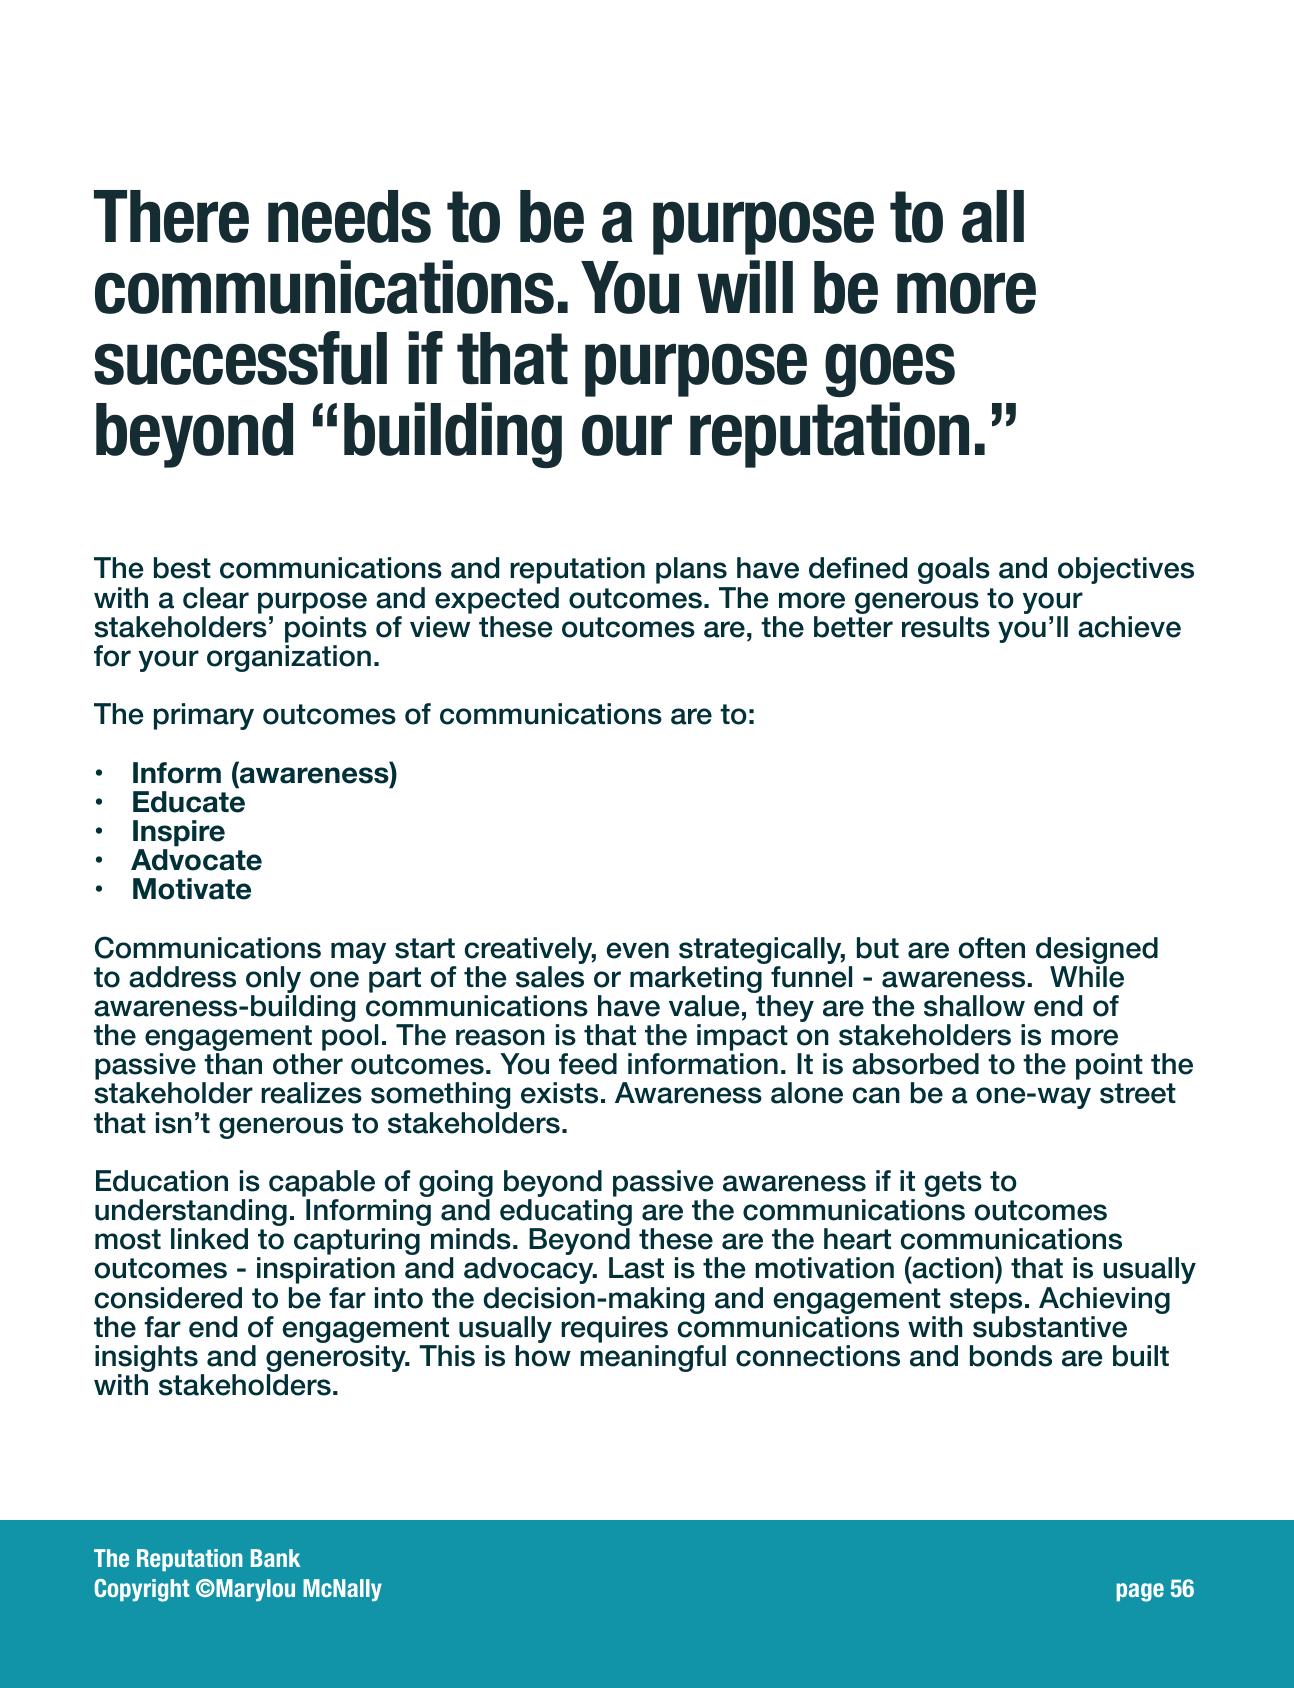 There needs to be a purpose to all
communications. You will be more
successful if that purpose goes
beyond “building our reputation.”
The best communications and reputation plans have defined goals and objectives
with a clear purpose and expected outcomes. The more generous to your
stakeholders’ points of view these outcomes are, the better results you’ll achieve
for your organization.
The primary outcomes of communications are to:
• Inform (awareness)
• Educate
• Inspire
• Advocate
• Motivate
Communications may start creatively, even strategically, but are often designed
to address only one part of the sales or marketing funnel - awareness.  While
awareness-building communications have value, they are the shallow end of
the engagement pool. The reason is that the impact on stakeholders is more
passive than other outcomes. You feed information. It is absorbed to the point the
stakeholder realizes something exists. Awareness alone can be a one-way street
that isn’t generous to stakeholders.
Education is capable of going beyond passive awareness if it gets to
understanding. Informing and educating are the communications outcomes
most linked to capturing minds. Beyond these are the heart communications
outcomes - inspiration and advocacy. Last is the motivation (action) that is usually
considered to be far into the decision-making and engagement steps. Achieving
the far end of engagement usually requires communications with substantive
insights and generosity. This is how meaningful connections and bonds are built
with stakeholders.
The Reputation Bank
Copyright ©Marylou McNally
page 56